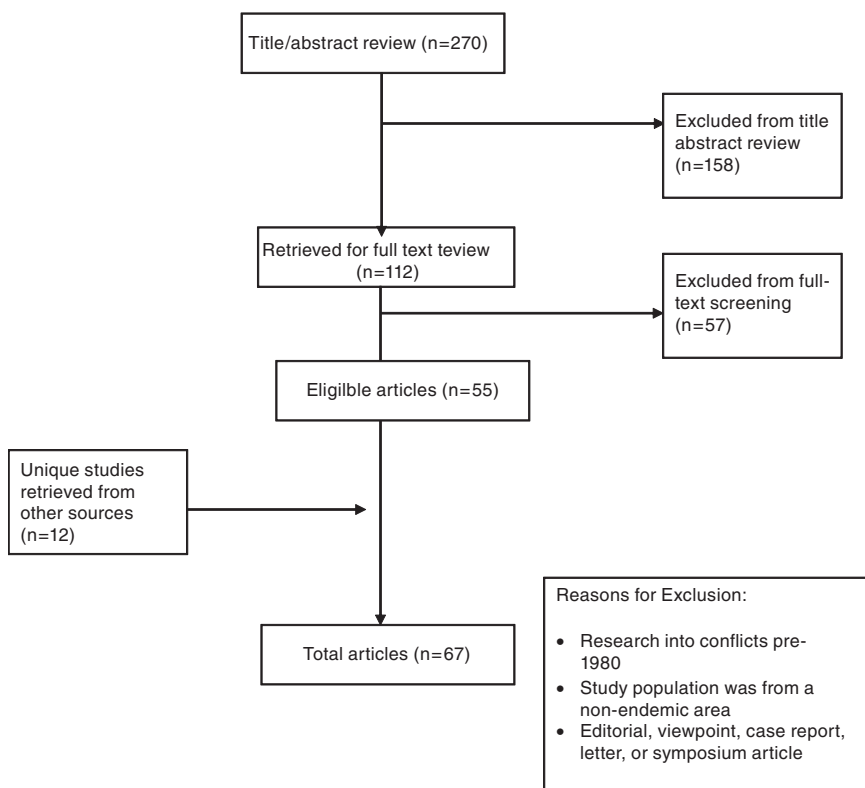 Title/abstract review (n=270)
Excluded from title
abstract review
(n=158)
Retrieved for full text teview
(n=112)
Excluded from full-
text screening
(n=57)
Eligilble articles (n=55)
Unique studies
retrieved from
other sources
(n=12)
Total articles (n=67)
Reasons for Exclusion:
• Research into conflicts pre-
1980
• Study population was from a
non-endemic area
• Editorial, viewpoint, case report,
letter, or symposium article